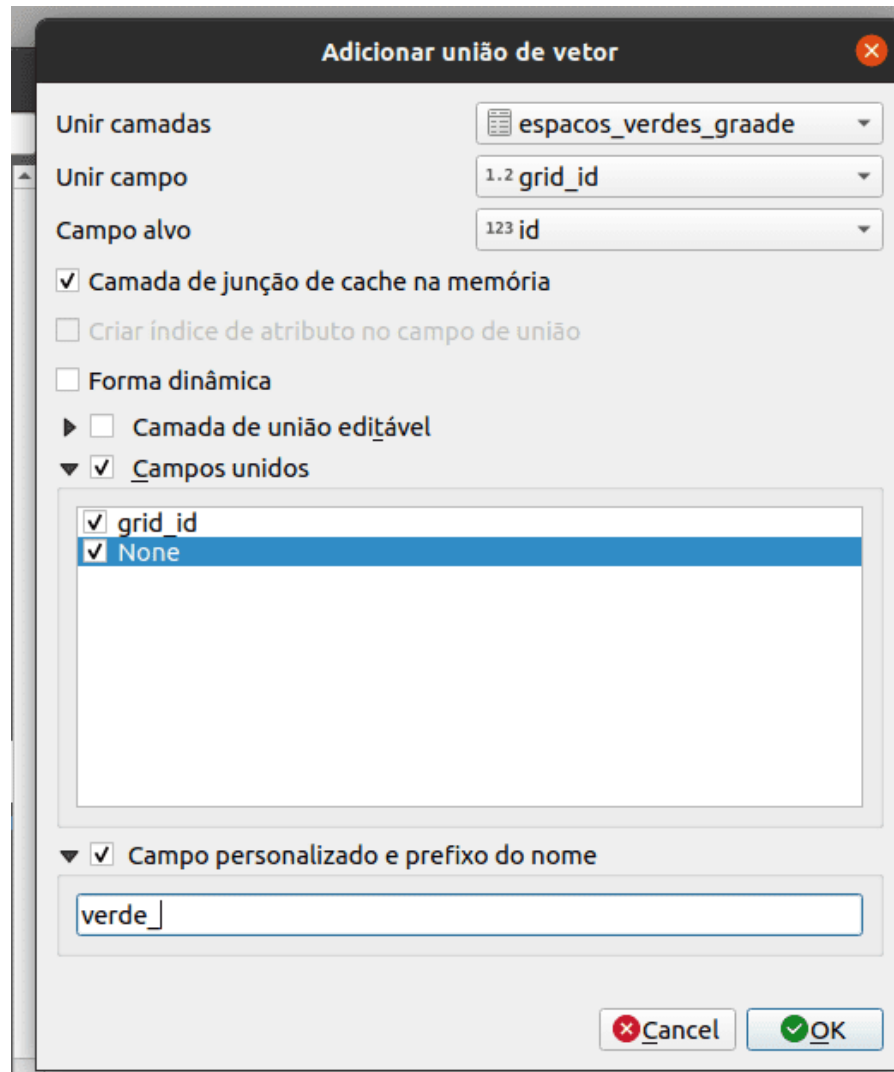 Adicionar união de vetor
Unir camadas espacos_verdes_graade
Unir campo 1.2 grid_id
Campo alvo 123 id
Camada de junção de cache na memória
Criar índice de atributo no campo de união
Forma dinâmica
Camada de união editável
Campos unidos
grid_id
None
Campo personalizado e prefixo do nome
verde_
Cancel OK